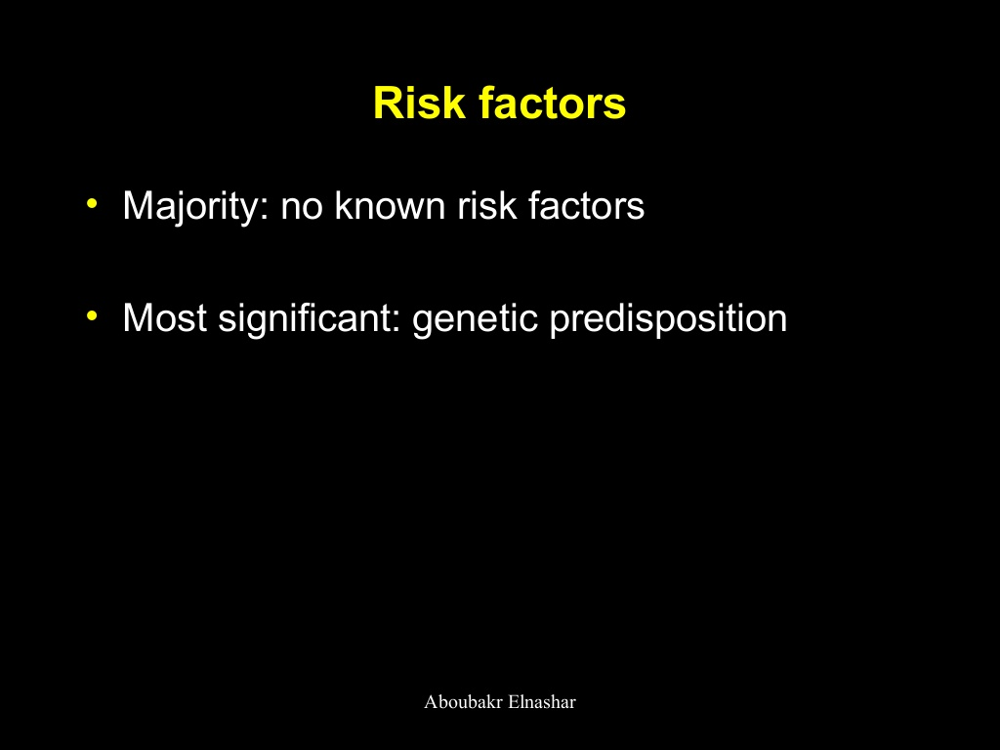 Risk factors
• Majority: no known risk factors
• Most significant: genetic predisposition
Aboubakr Elnashar